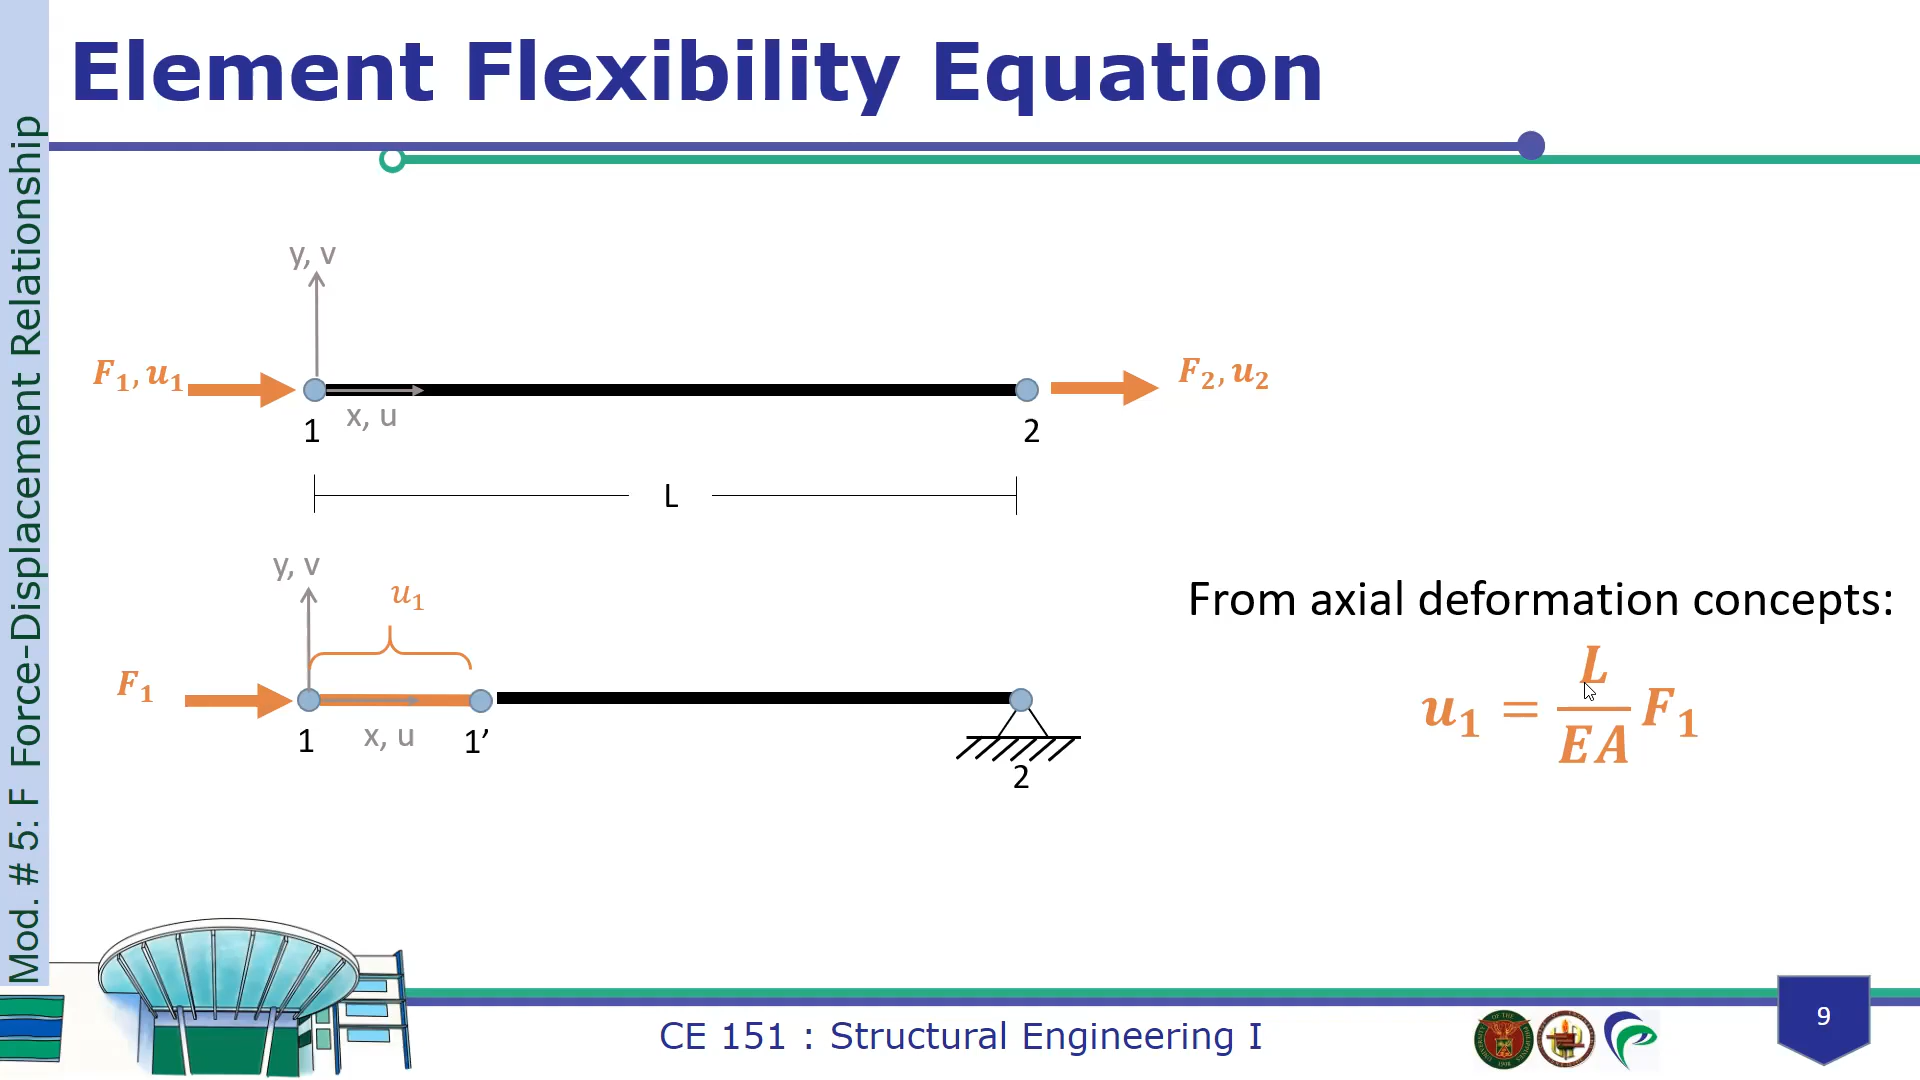 Element Flexibility Equation
Mod. # 5: F Force-Displacement Relationship
y, v
F₁, u₁
F₂, u₂
x, u
1
2
L
y, v
u₁
From axial deformation concepts:
F₁
u₁ = L/EA F₁
1
x, u
1’
2
CE 151 : Structural Engineering I
9